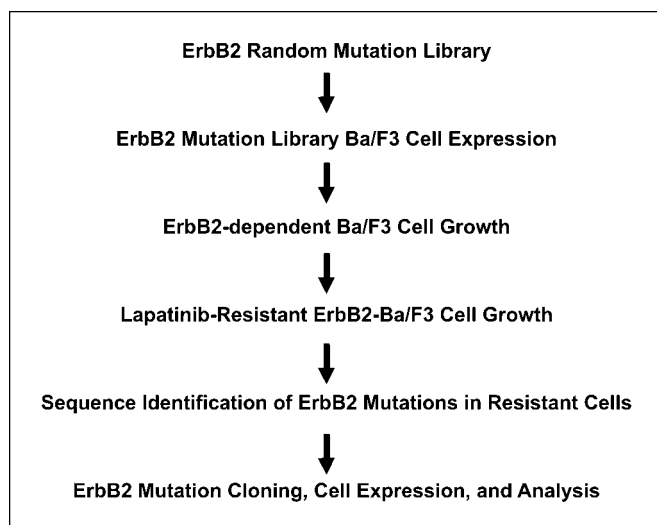 ErbB2 Random Mutation Library
ErbB2 Mutation Library Ba/F3 Cell Expression
ErbB2-dependent Ba/F3 Cell Growth
Lapatinib-Resistant ErbB2-Ba/F3 Cell Growth
Sequence Identification of ErbB2 Mutations in Resistant Cells
ErbB2 Mutation Cloning, Cell Expression, and Analysis